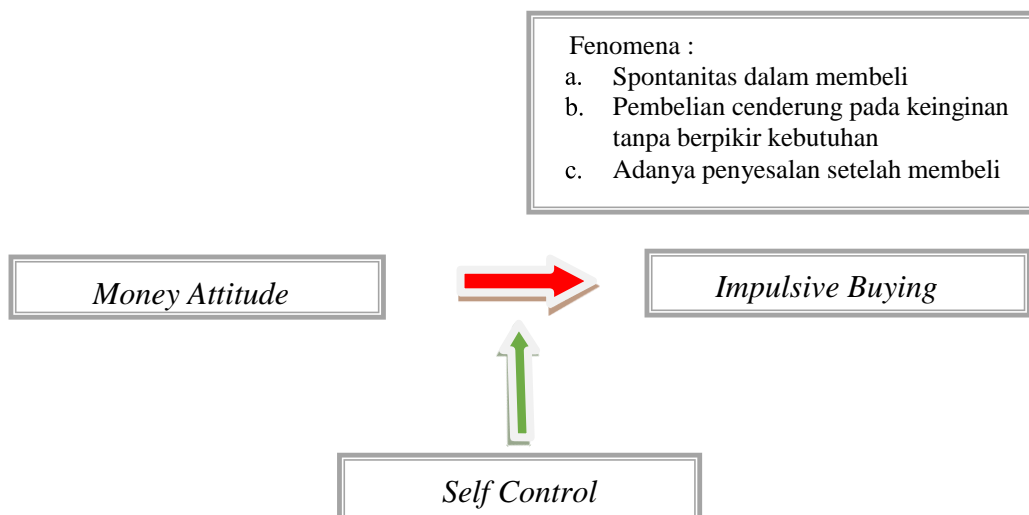 Fenomena :
a. Spontanitas dalam membeli
b. Pembelian cenderung pada keinginan
tanpa berpikir kebutuhan
c. Adanya penyesalan setelah membeli
Money Attitude
Impulsive Buying
Self Control